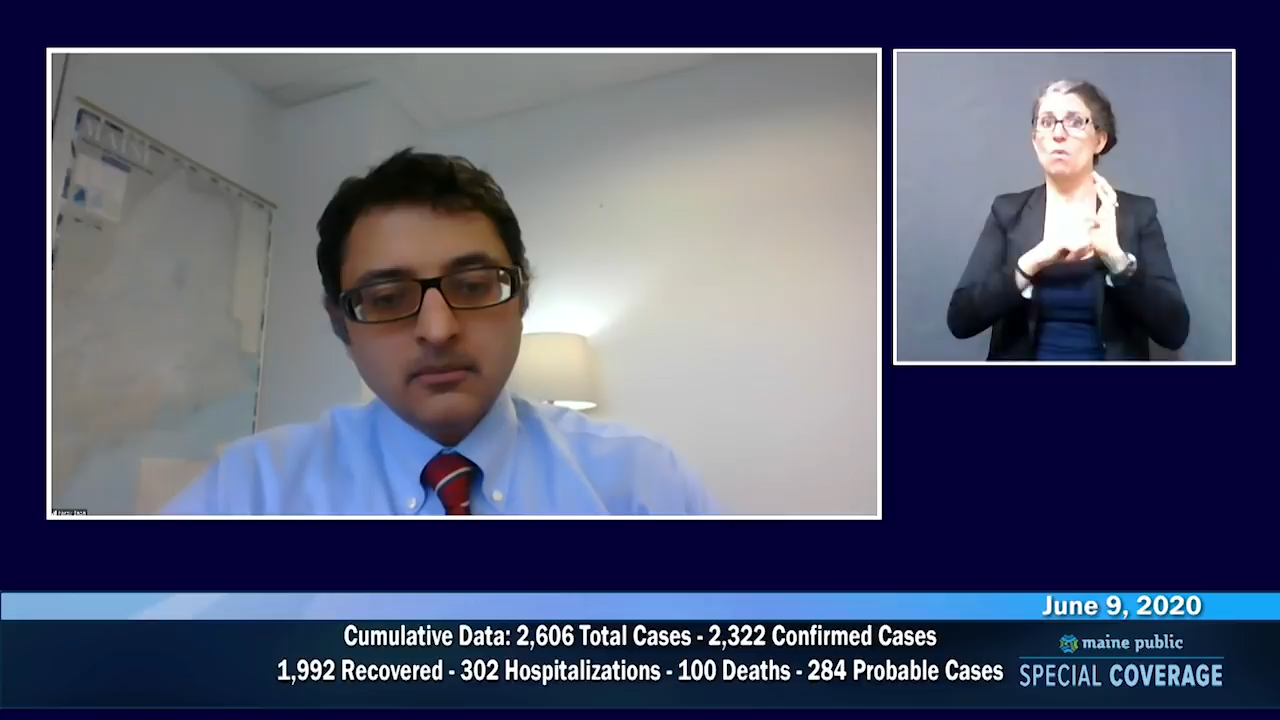 MAINE
June 9, 2020
Cumulative Data: 2,606 Total Cases - 2,322 Confirmed Cases
1,992 Recovered - 302 Hospitalizations - 100 Deaths - 284 Probable Cases
maine public
SPECIAL COVERAGE